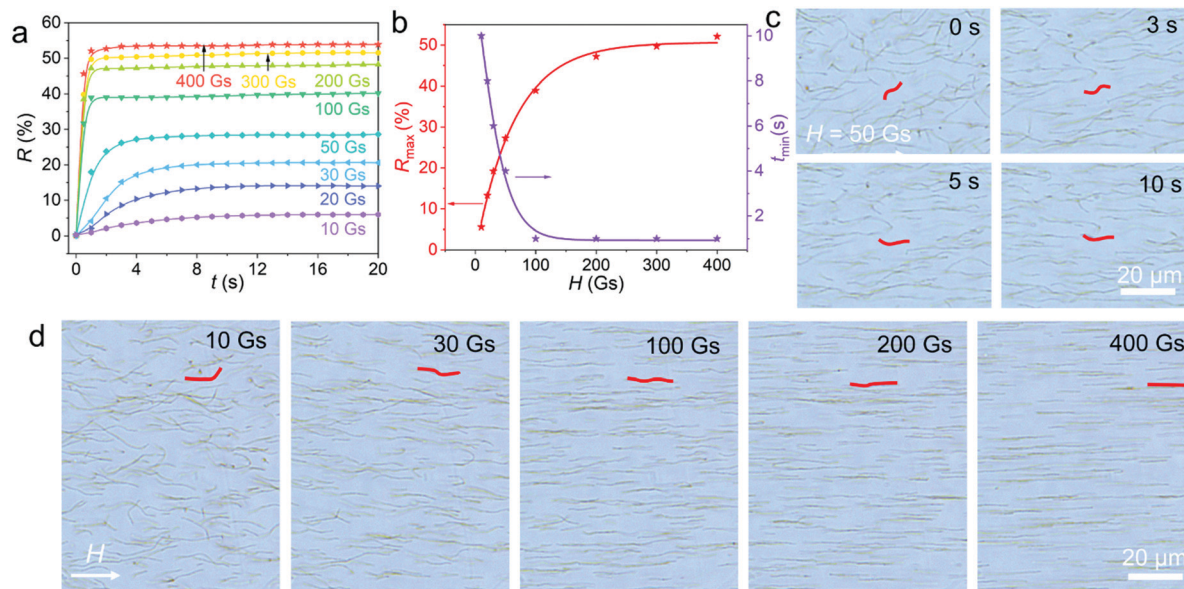 a
60
50
40
30
20
10
0
R (%)
400 Gs
300 Gs
200 Gs
100 Gs
50 Gs
30 Gs
20 Gs
10 Gs
0 4 8 12 16 20
t (s)
b
50
40
30
20
10
0
Rmax (%)
10
8
6
4
2
tmin(s)
0 100 200 300 400
H (Gs)
c
0 s
H = 50 Gs
3 s
5 s
10 s
20 µm
d
10 Gs
H
30 Gs
100 Gs
200 Gs
400 Gs
20 µm